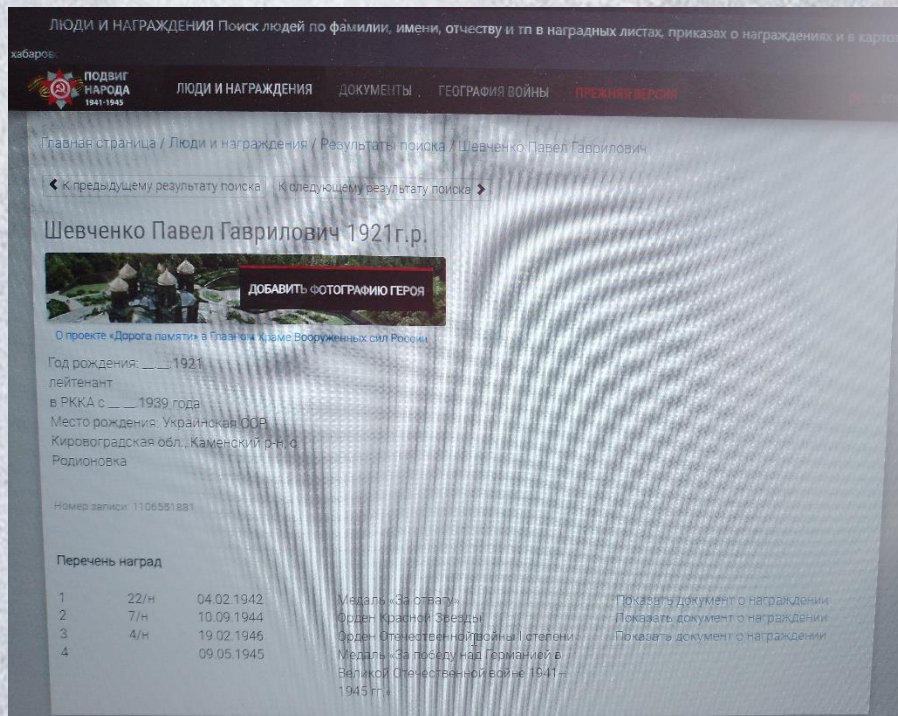 ЛЮДИ И НАГРАЖДЕНИЯ Поиск людей по фамилии, имени, отчеству и тп в наградных листах, приказах о награждениях и в картот
хабаров
ПОДВИГ
НАРОДА
1941-1945
ЛЮДИ И НАГРАЖДЕНИЯ ДОКУМЕНТЫ ГЕОГРАФИЯ ВОЙНЫ ПРЕЖНЯЯ ВЕРСИЯ
Главная страница / Люди и награждения / Результаты поиска / Шевченко Павел Гаврилович
К предыдущему результату поиска К следующему результату поиска
Шевченко Павел Гаврилович 1921г.р.
ДОБАВИТЬ ФОТОГРАФИЮ ГЕРОЯ
О проекте «Дорога памяти» в Главном Храме Вооруженных сил России
Год рождения: __.__.1921
лейтенант
в РККА с __.__.1939 года
Место рождения: Украинская ССР,
Кировоградская обл., Каменский р-н, с.
Родионовка
Номер записи: 1106551881
Перечень наград
1 22/н 04.02.1942 Медаль «За отвагу» Показать документ о награждении
2 7/н 10.09.1944 Орден Красной Звезды Показать документ о награждении
3 4/н 19.02.1946 Орден Отечественной войны I степени Показать документ о награждении
4 09.05.1945 Медаль «За победу над Германией в
Великой Отечественной войне 1941–
1945 гг.»